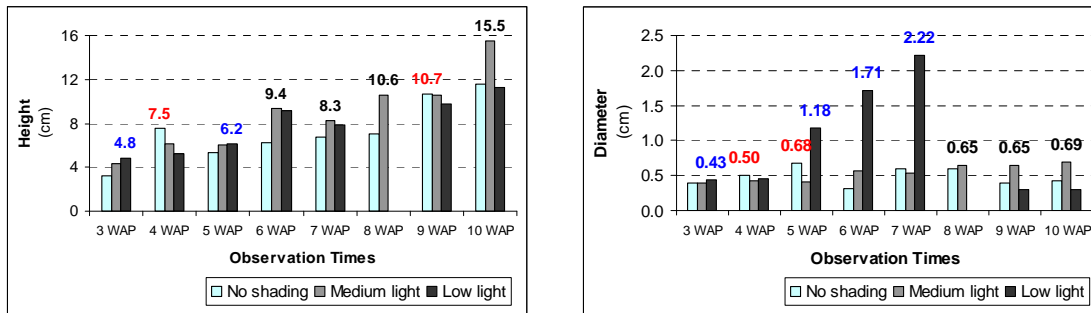 Height
(cm)
16
12
8
4
0
4.8
7.5
6.2
9.4
8.3
10.6
10.7
15.5
3 WAP 4 WAP 5 WAP 6 WAP 7 WAP 8 WAP 9 WAP 10 WAP
Observation Times
No shading Medium light Low light
Diameter
(cm)
2.5
2.0
1.5
1.0
0.5
0.0
0.43
0.50
0.68
1.18
1.71
2.22
0.65
0.65
0.69
3 WAP 4 WAP 5 WAP 6 WAP 7 WAP 8 WAP 9 WAP 10 WAP
Observation Times
No shading Medium light Low light